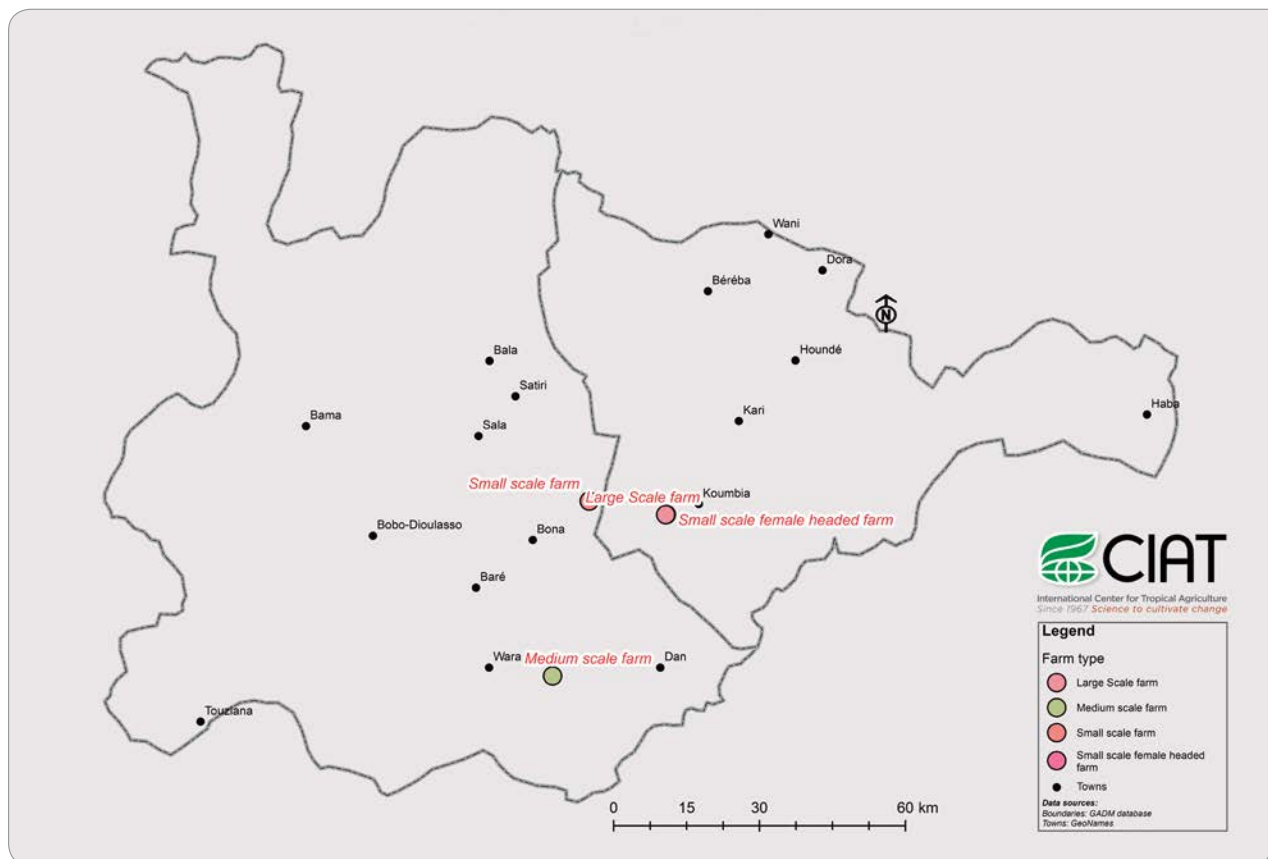 Wani
Dora
Béréba
Houndé
Bala
Satiri
Haba
Kari
Bama
Sala
Small scale farm
Large Scale farm
Koumbia
Small scale female headed farm
Bobo-Dioulasso
Bona
Baré
Wara
Medium scale farm
Dan
Touziana
N
CIAT
International Center for Tropical Agriculture
Since 1967 Science to cultivate change
Legend
Farm type
Large Scale farm
Medium scale farm
Small scale farm
Small scale female headed
farm
Towns
Data sources:
Boundaries: GADM database
Towns: GeoNames
0 15 30 60 km